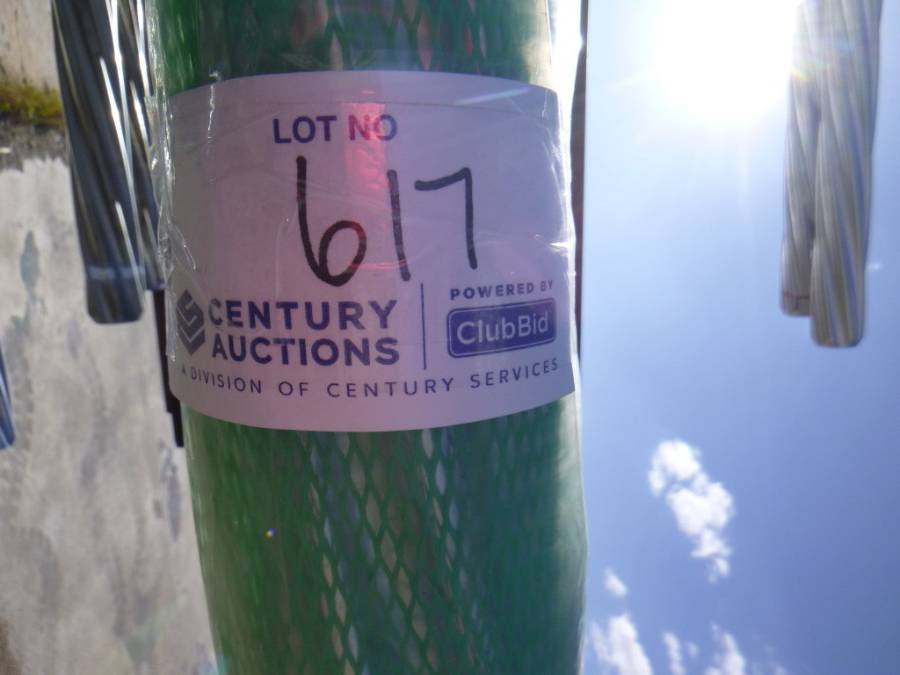 LOT NO
617
CENTURY AUCTIONS
POWERED BY
ClubBid
A DIVISION OF CENTURY SERVICES